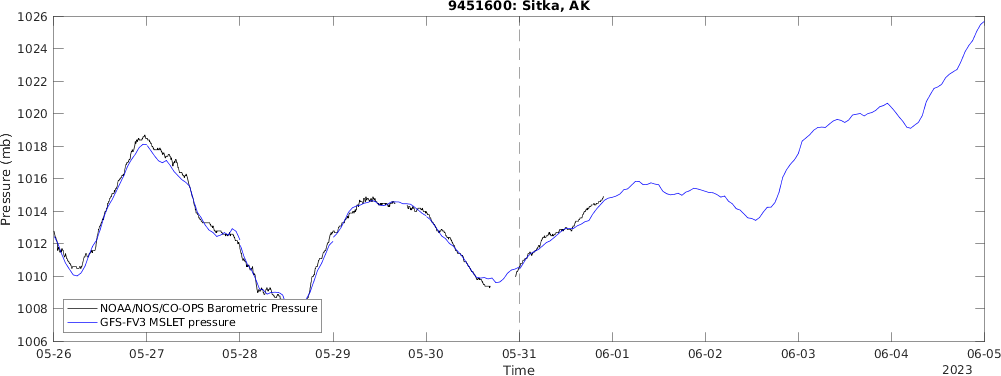 9451600: Sitka, AK
Pressure (mb)
1026
1024
1022
1020
1018
1016
1014
1012
1010
1008
1006
NOAA/NOS/CO-OPS Barometric Pressure
GFS-FV3 MSLET pressure
05-26 05-27 05-28 05-29 05-30 05-31 06-01 06-02 06-03 06-04 06-05
Time
2023